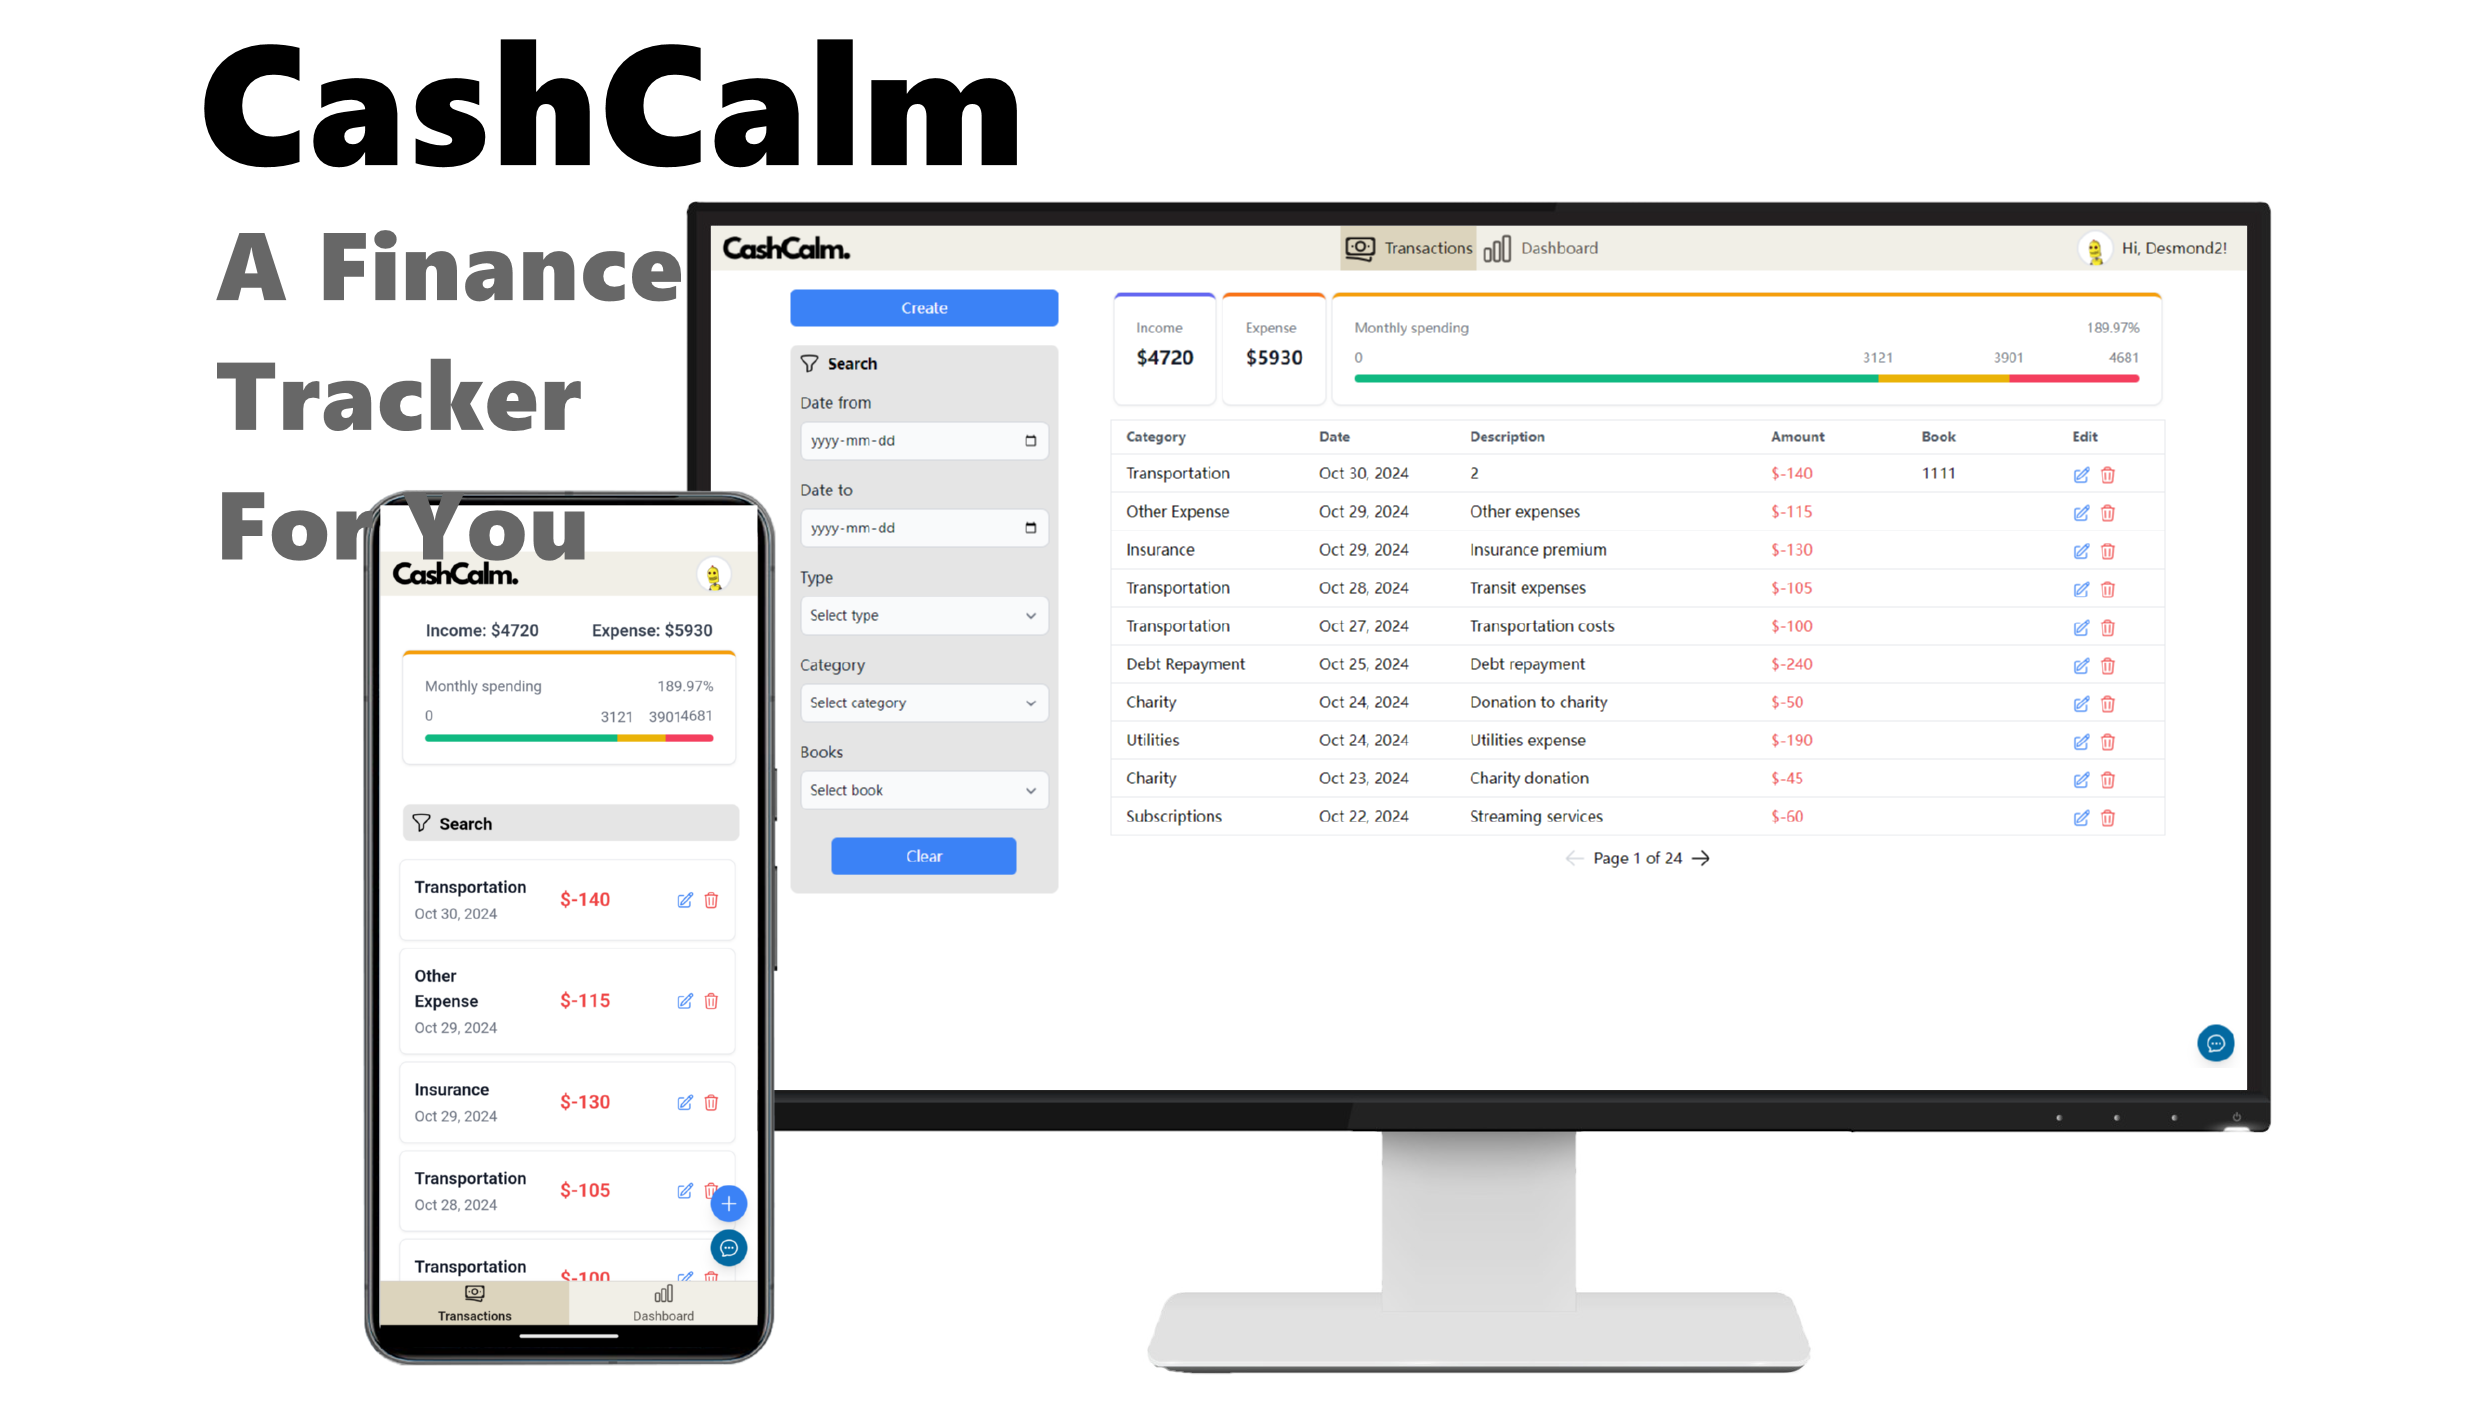 CashCalm
A Finance
Tracker
For You
CashCalm.
Transactions
Dashboard
Hi, Desmond2!
Create
Search
Date from
yyyy-mm-dd
Date to
yyyy-mm-dd
Type
Select type
Category
Select category
Books
Select book
Clear
Income
$4720
Expense
$5930
Monthly spending 189.97%
0 3121 3901 4681
Category Date Description Amount Book Edit
Transportation Oct 30, 2024 2 $-140 1111
Other Expense Oct 29, 2024 Other expenses $-115
Insurance Oct 29, 2024 Insurance premium $-130
Transportation Oct 28, 2024 Transit expenses $-105
Transportation Oct 27, 2024 Transportation costs $-100
Debt Repayment Oct 25, 2024 Debt repayment $-240
Charity Oct 24, 2024 Donation to charity $-50
Utilities Oct 24, 2024 Utilities expense $-190
Charity Oct 23, 2024 Charity donation $-45
Subscriptions Oct 22, 2024 Streaming services $-60
Page 1 of 24
CashCalm.
Income: $4720 Expense: $5930
Monthly spending 189.97%
0 3121 3901 4681
Search
Transportation
Oct 30, 2024
$-140
Other
Expense
Oct 29, 2024
$-115
Insurance
Oct 29, 2024
$-130
Transportation
Oct 28, 2024
$-105
Transportation
$-100
Transactions
Dashboard